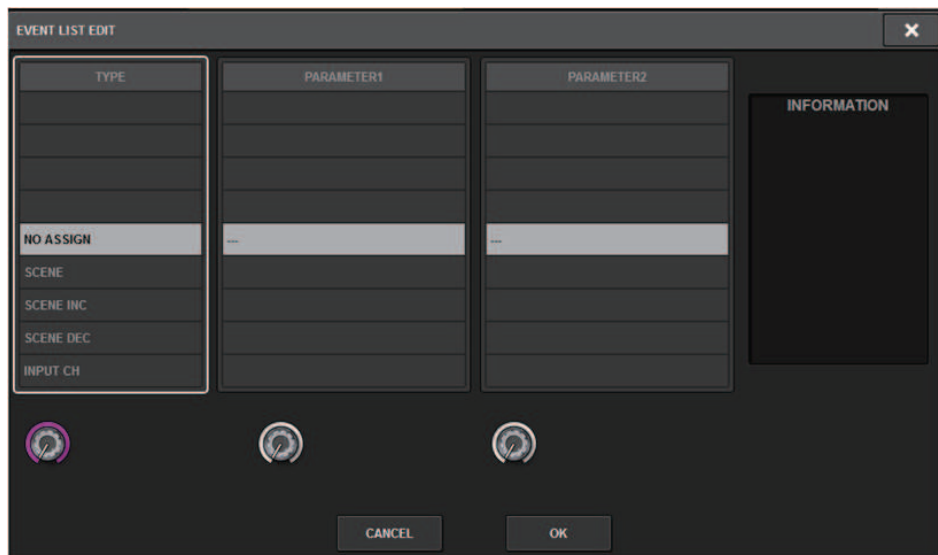 EVENT LIST EDIT
TYPE
PARAMETER1
PARAMETER2
INFORMATION
NO ASSIGN
---
---
SCENE
SCENE INC
SCENE DEC
INPUT CH
CANCEL
OK